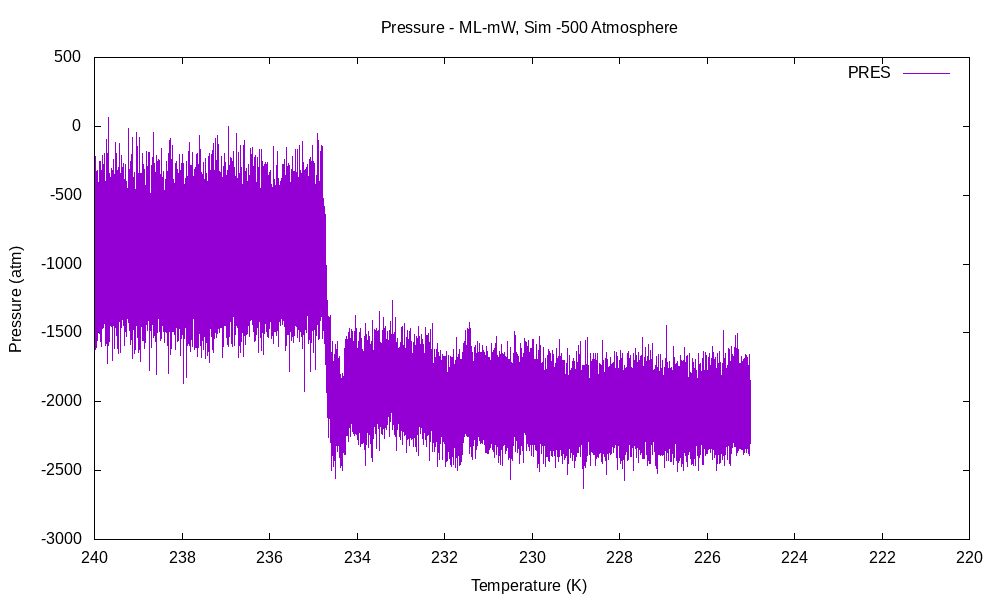 Pressure - ML-mW, Sim -500 Atmosphere
PRES
500
0
-500
-1000
-1500
-2000
-2500
-3000
Pressure (atm)
240 238 236 234 232 230 228 226 224 222 220
Temperature (K)